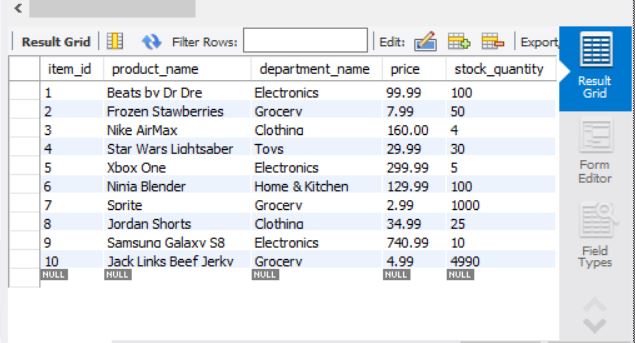 Result Grid Filter Rows: Edit: Export
item_id product_name department_name price stock_quantity
1 Beats by Dr Dre Electronics 99.99 100
2 Frozen Stawberries Grocery 7.99 50
3 Nike AirMax Clothing 160.00 4
4 Star Wars Lightsaber Toys 29.99 30
5 Xbox One Electronics 299.99 5
6 Ninja Blender Home & Kitchen 129.99 100
7 Sprite Grocery 2.99 1000
8 Jordan Shorts Clothing 34.99 25
9 Samsung Galaxy S8 Electronics 740.99 10
10 Jack Links Beef Jerky Grocery 4.99 4990
NULL NULL NULL NULL NULL
Result
Grid
Form
Editor
Field
Types